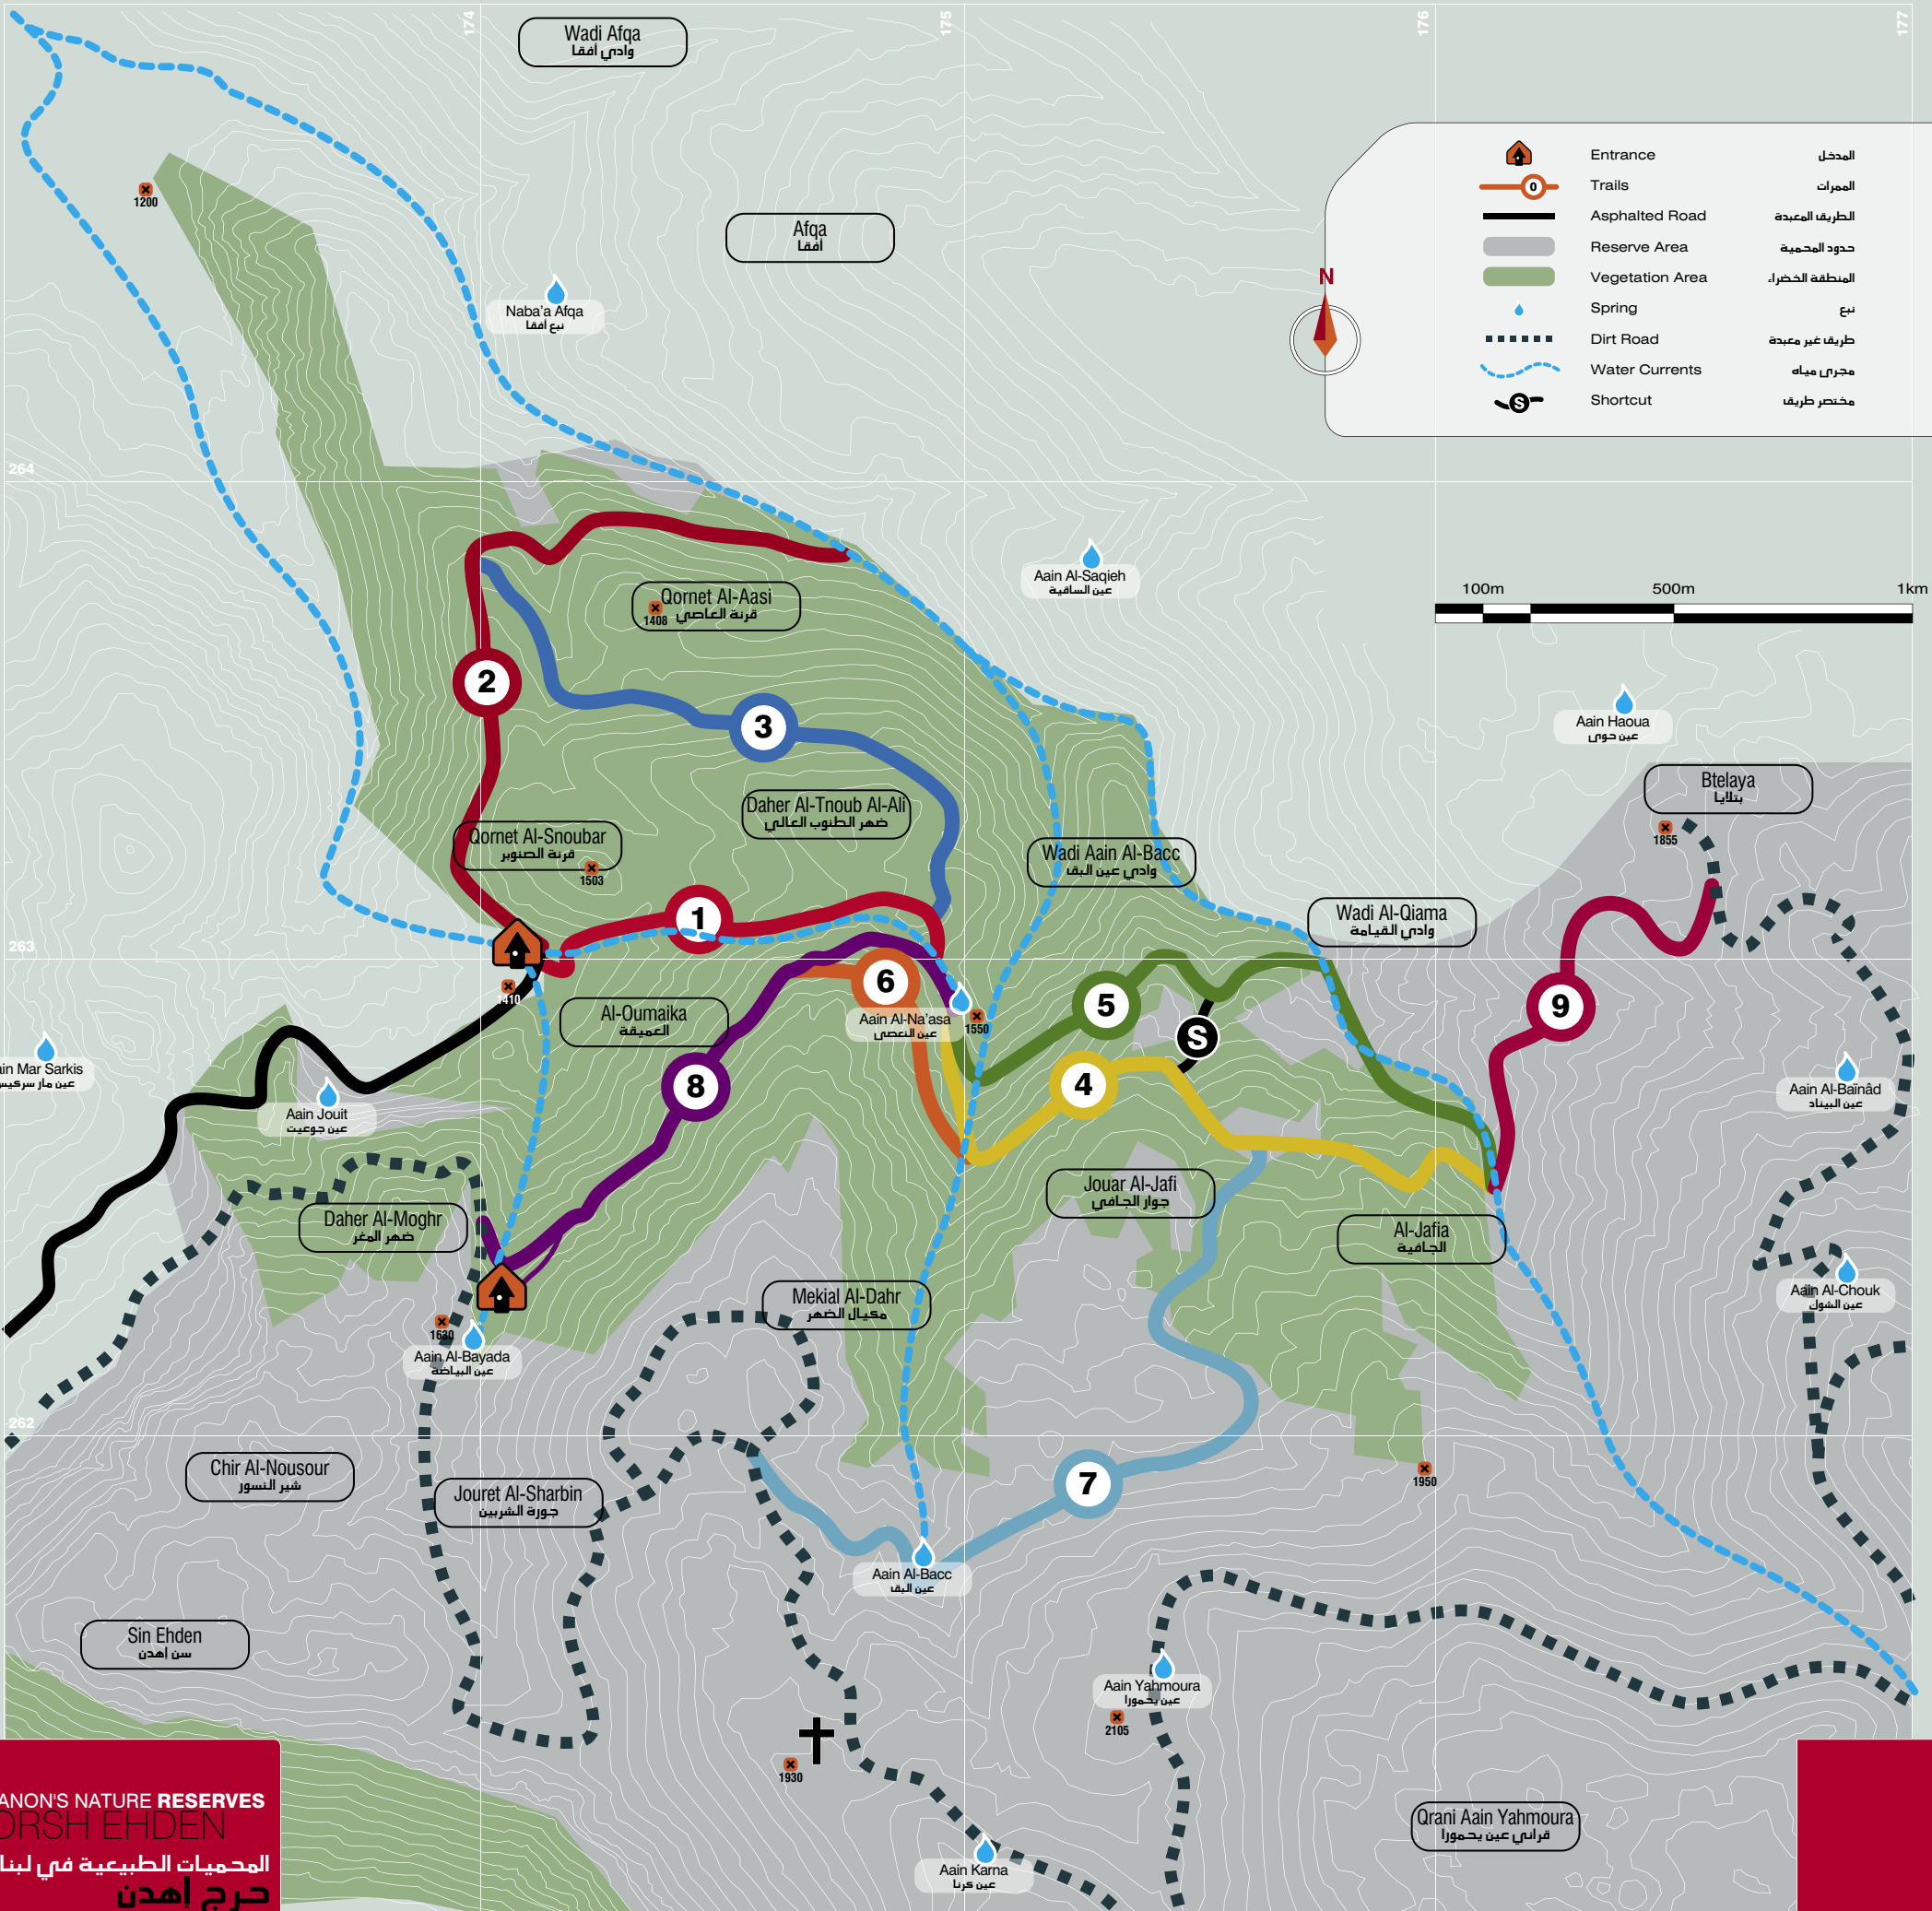 174
175
176
177
Wadi Afqa
وادي أفقا
Entrance
المدخل
0
Trails
الممرات
Asphalted Road
الطريق المعبدة
Reserve Area
حدود المحمية
Vegetation Area
المنطقة الخضراء
Spring
نبع
Dirt Road
طريق غير معبدة
Water Currents
مجرى مياه
S
Shortcut
مختصر طريق
N
1200
Afqa
أفقا
Naba'a Afqa
نبع أفقا
264
Aain Al-Saqieh
عين الساقية
100m
500m
1km
Qornet Al-Aasi
قرنة العاصي
1408
2
3
Aain Haoua
عين حوى
Btelaya
بتلايا
1855
Daher Al-Tnoub Al-Ali
ضهر الطنوب العالي
Qornet Al-Snoubar
قرنة الصنوبر
1503
Wadi Aain Al-Bacc
وادي عين البق
Wadi Al-Qiama
وادي القيامة
1
263
1410
6
5
9
Al-Oumaika
العميقة
Aain Al-Na'asa
عين النعصي
1550
S
ain Mar Sarkis
عين مار سركيس
Aain Jouit
عين جوعيت
8
4
Aain Al-Baïnâd
عين البيناد
Jouar Al-Jafi
جوار الجافي
Daher Al-Moghr
ضهر المغر
Al-Jafia
الجافية
Aain Al-Chouk
عين الشوك
Mekial Al-Dahr
مكيال الضهر
1630
Aain Al-Bayada
عين البياضة
262
Chir Al-Nousour
شير النسور
Jouret Al-Sharbin
جورة الشربين
7
1950
Aain Al-Bacc
عين البق
Sin Ehden
سن إهدن
Aain Yahmoura
عين يحمورا
2105
1930
ANON'S NATURE RESERVES
ORSH EHDEN
المحميات الطبيعية في لبنا
حرج إهدن
Qrani Aain Yahmoura
قراني عين يحمورا
Aain Karna
عين كرنا